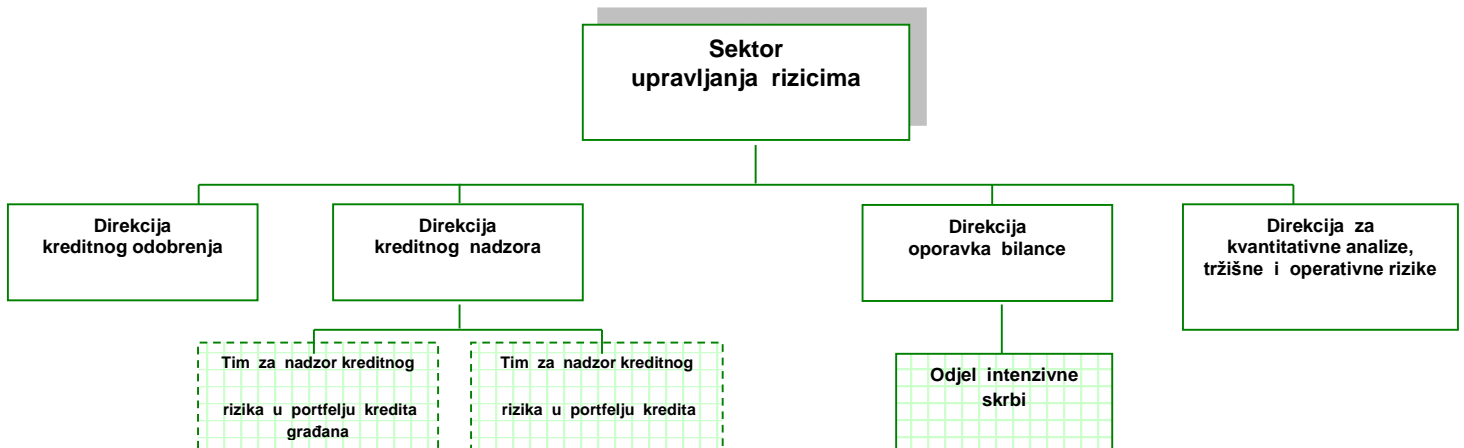 Sektor
upravljanja rizicima
Direkcija
kreditnog odobrenja
Direkcija
kreditnog nadzora
Direkcija
oporavka bilance
Direkcija za
kvantitativne analize,
tržišne i operativne rizike
Tim za nadzor kreditnog
rizika u portfelju kredita
građana
Tim za nadzor kreditnog
rizika u portfelju kredita
Odjel intenzivne
skrbi